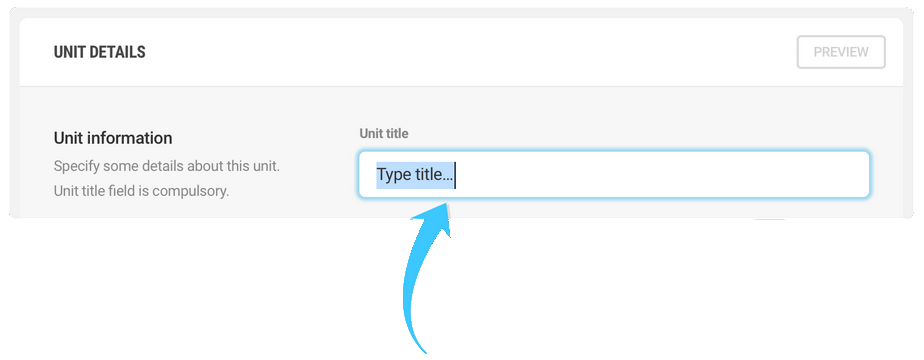 UNIT DETAILS
PREVIEW
Unit information
Specify some details about this unit.
Unit title field is compulsory.
Unit title
Type title...